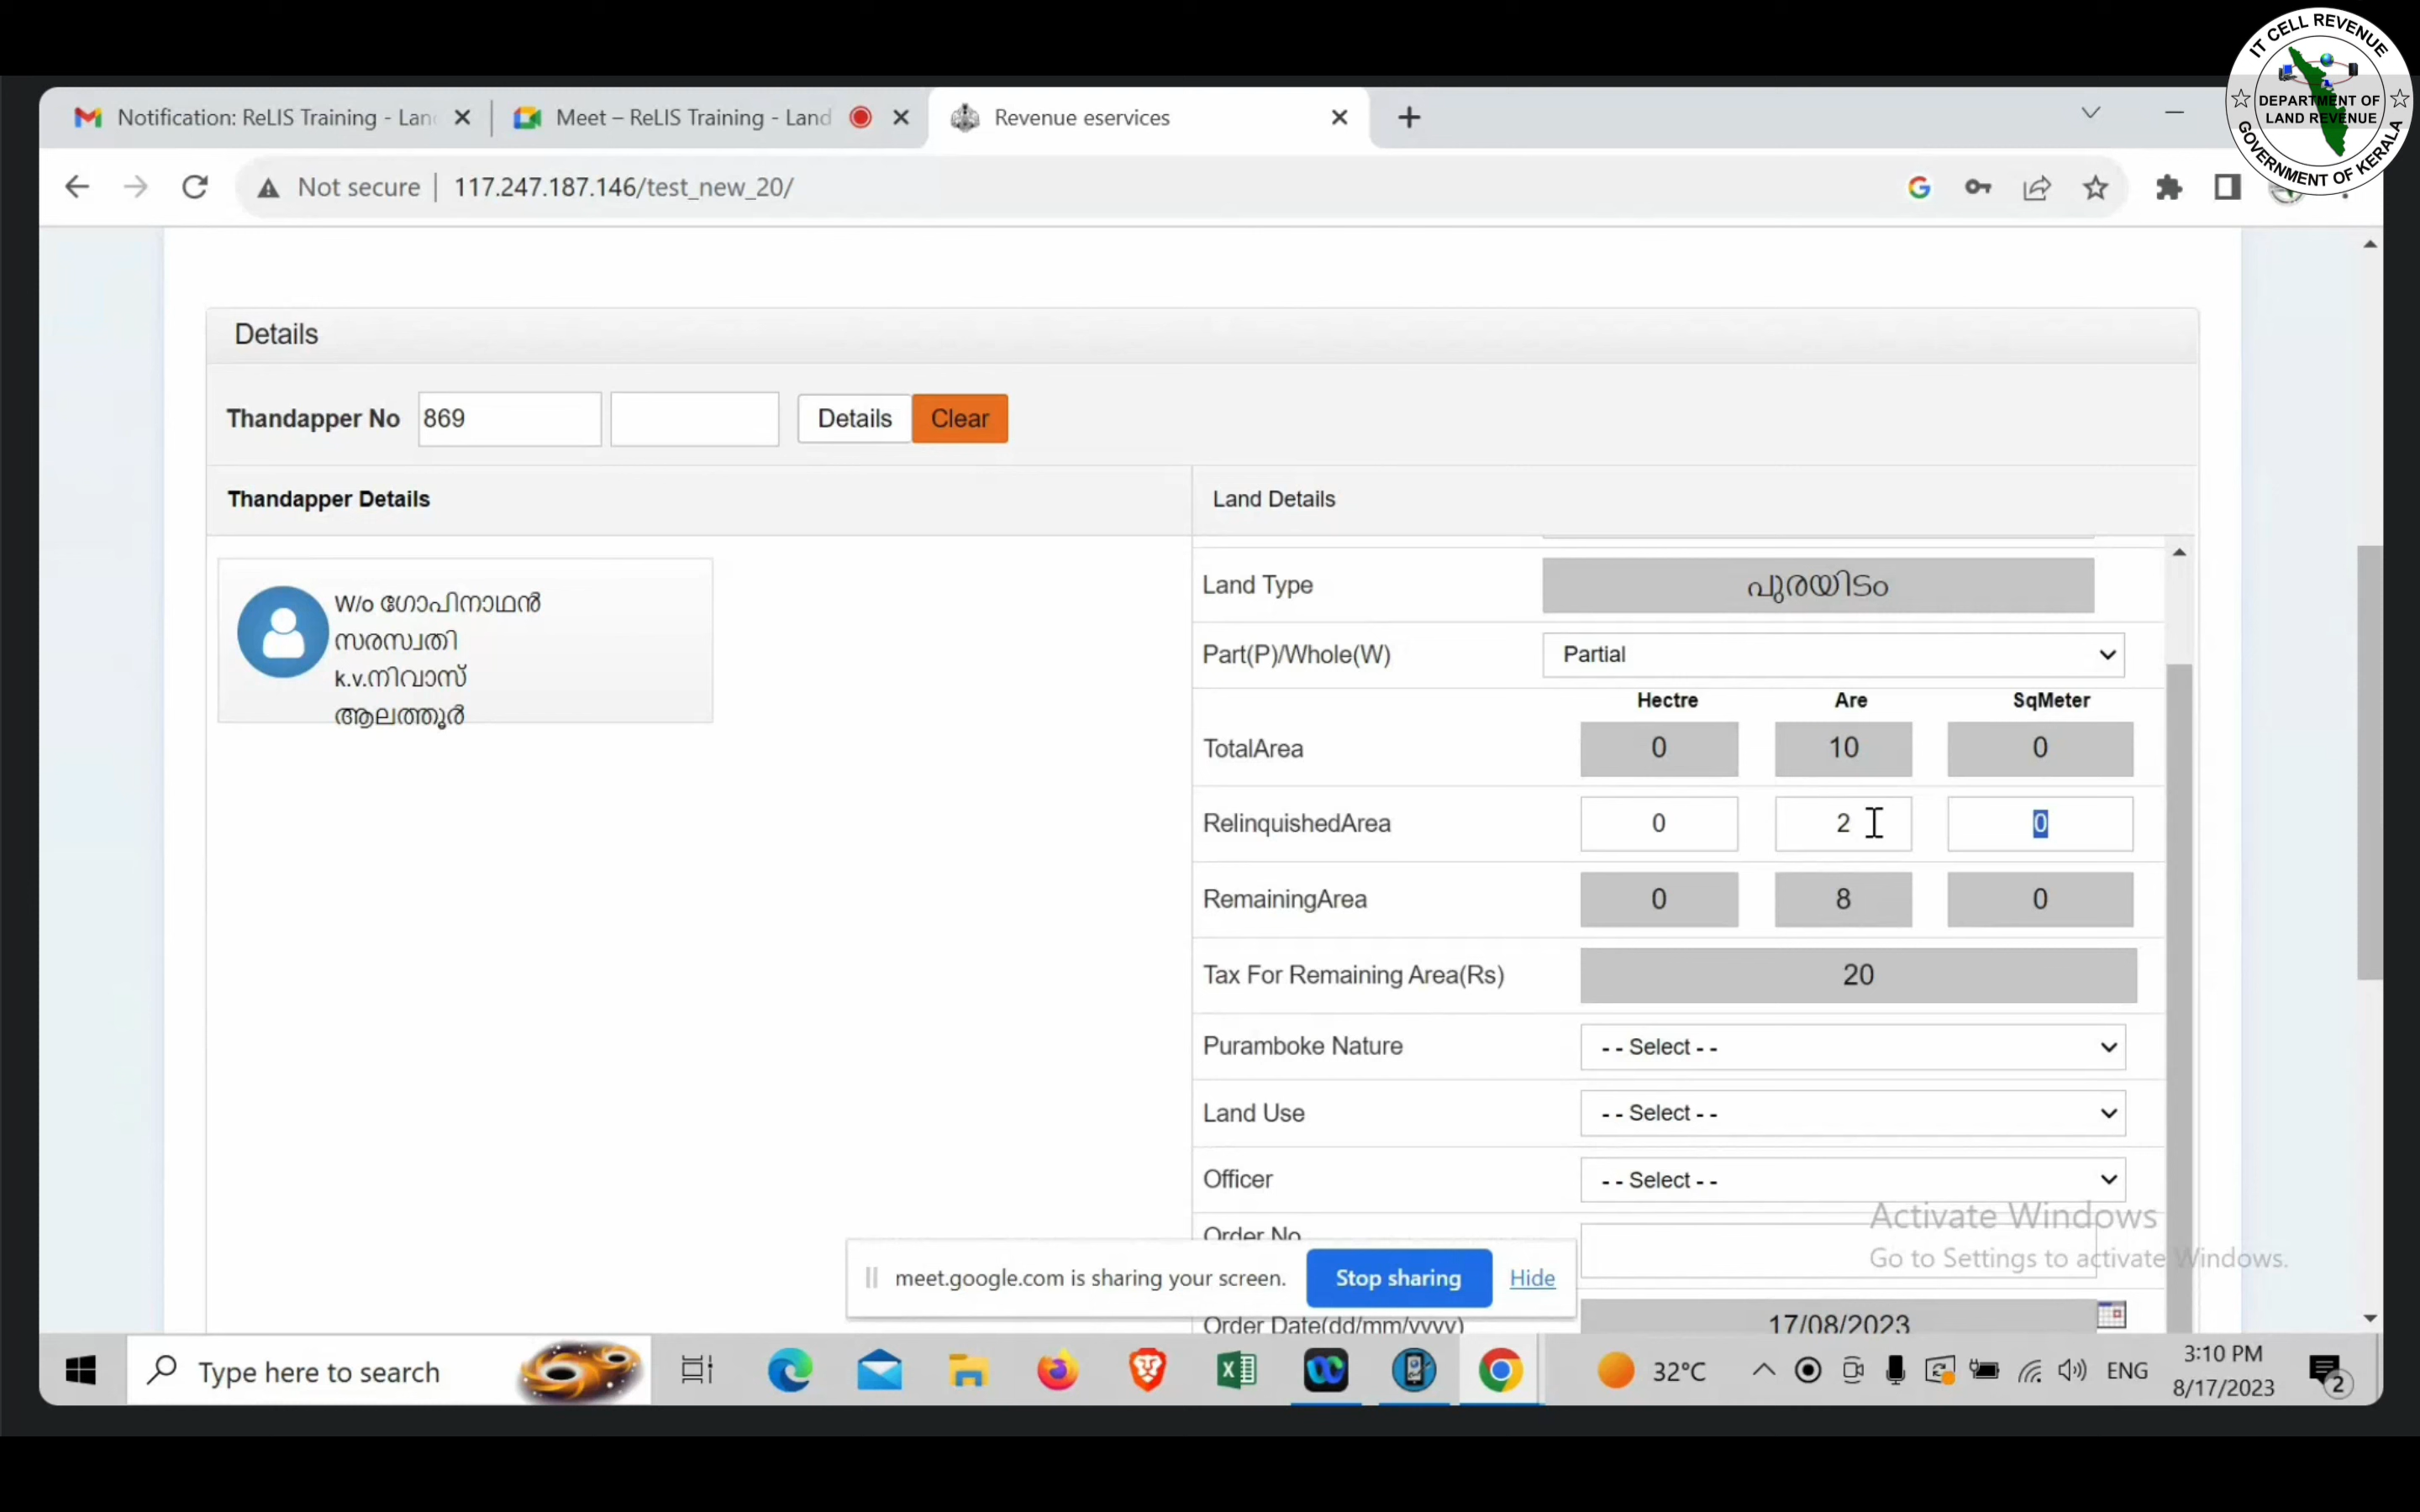 IT CELL REVENUE
DEPARTMENT OF
LAND REVENUE
GOVERNMENT OF KERALA
Notification: ReLIS Training - Lan
Meet – ReLIS Training - Land
Revenue eservices
Not secure
117.247.187.146/test_new_20/
Details
Thandapper No 869 Details Clear
Thandapper Details
Land Details
W/o ഗോപിനാഥൻ
സരസ്വതി
k.v.നിവാസ്
ആലത്തൂർ
Land Type പുരയിടം
Part(P)/Whole(W) Partial
Hectre Are SqMeter
TotalArea 0 10 0
RelinquishedArea 0 2 0
RemainingArea 0 8 0
Tax For Remaining Area(Rs) 20
Puramboke Nature -- Select --
Land Use -- Select --
Officer -- Select --
Order No
Activate Windows
Go to Settings to activate Windows.
meet.google.com is sharing your screen. Stop sharing Hide
Order Date(dd/mm/yyyy) 17/08/2023
Type here to search
32°C
ENG
3:10 PM
8/17/2023
2